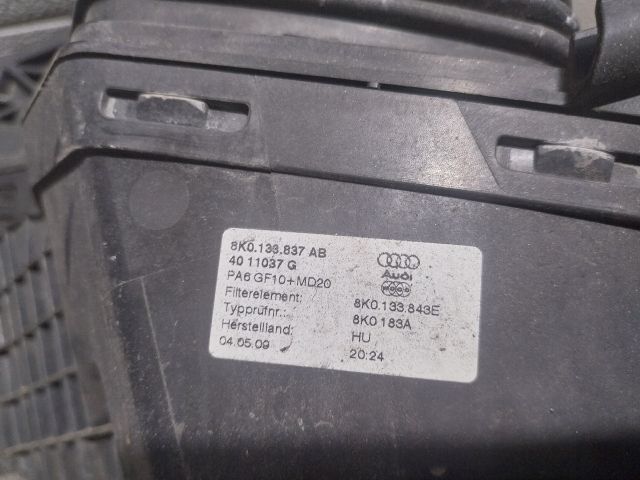 8K0.133.837 AB
40 11037 G
PA6 GF10+MD20
Audi
Filterelement: 8K0.133.843E
Typprüfnr.: 8K0 183A
Herstelland: HU
04.05.09 20:24